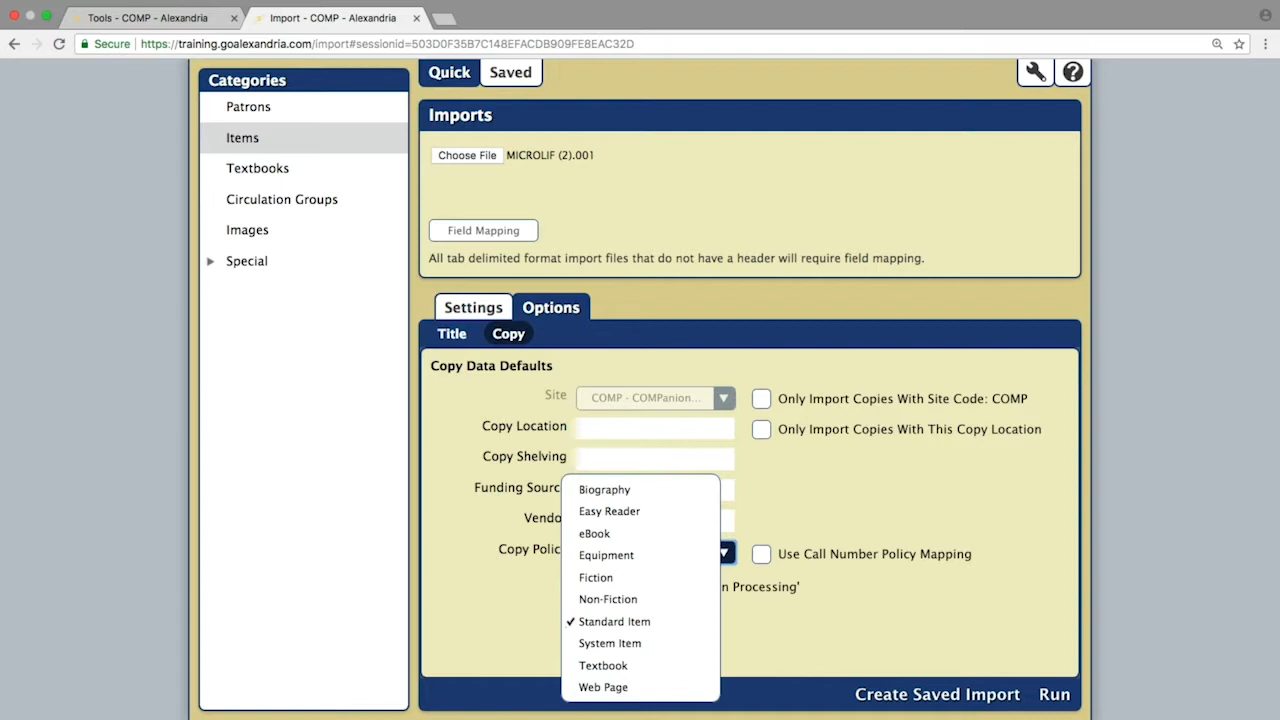 Tools - COMP - Alexandria
Import - COMP - Alexandria
Secure
https://training.goalexandria.com/import#sessionid=503D0F35B7C148EFACDB909FE8EAC32D
Categories
Patrons
Items
Textbooks
Circulation Groups
Images
Special
Quick
Saved
Imports
Choose File MICROLIF (2).001
Field Mapping
All tab delimited format import files that do not have a header will require field mapping.
Settings
Options
Title
Copy
Copy Data Defaults
Site
COMP - COMPanion...
Only Import Copies With Site Code: COMP
Copy Location
Only Import Copies With This Copy Location
Copy Shelving
Funding Sourc
Vendo
Copy Polic
Use Call Number Policy Mapping
n Processing'
Biography
Easy Reader
eBook
Equipment
Fiction
Non-Fiction
Standard Item
System Item
Textbook
Web Page
Create Saved Import
Run